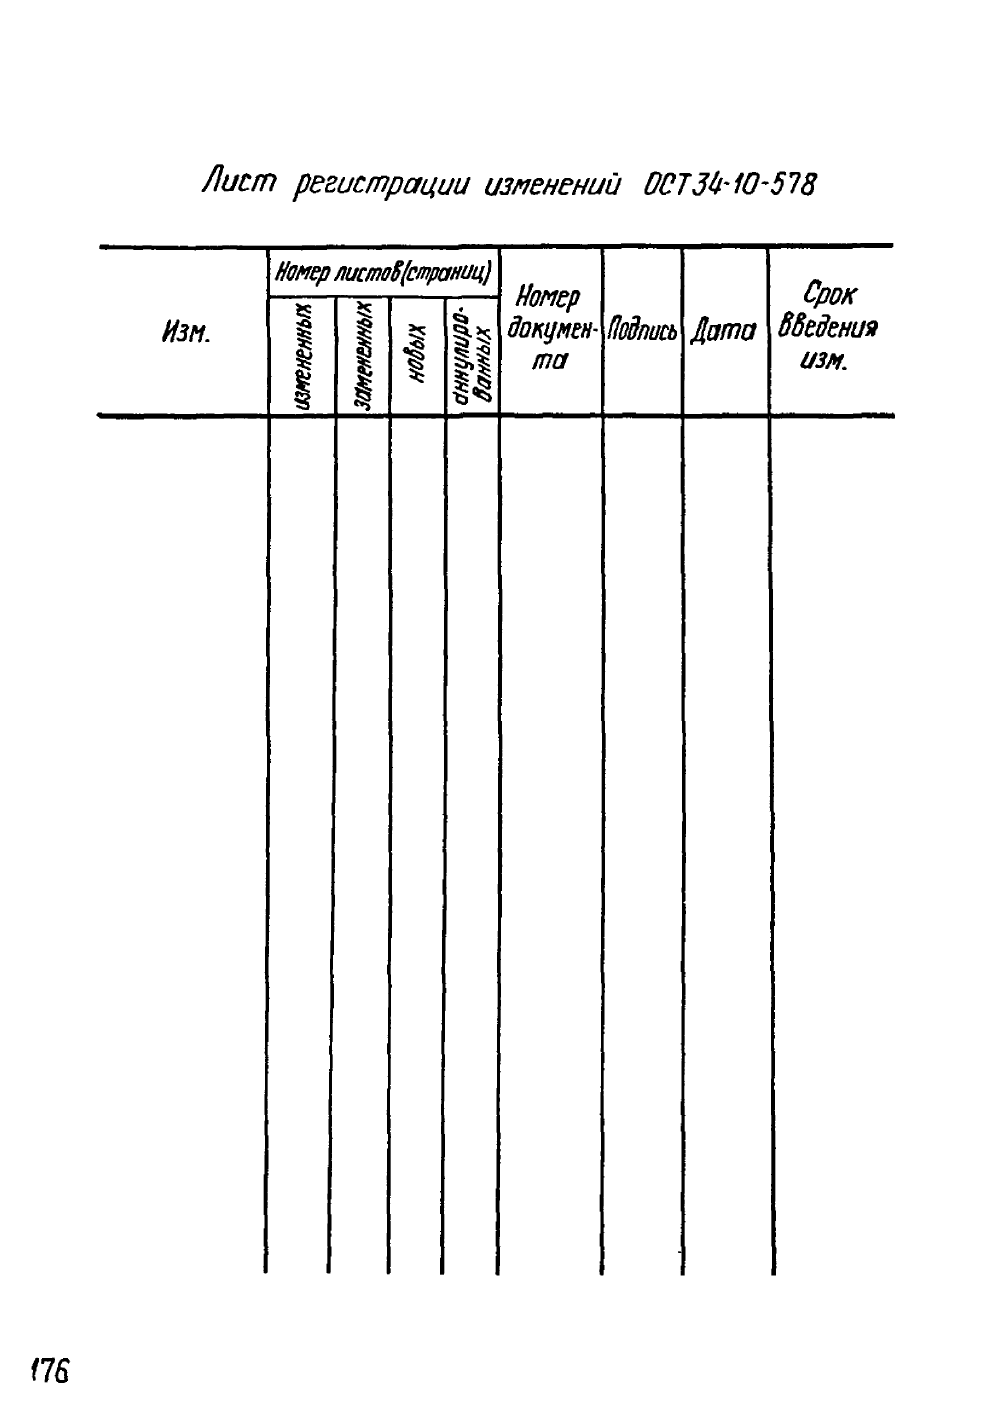 Лист регистрации изменений ОСТ 34-10-578
Номер листов (страниц)
Изм.
измененных
замененных
новых
аннулиро-
ванных
Номер
докумен-
та
Подпись
Дата
Срок
введения
изм.
176